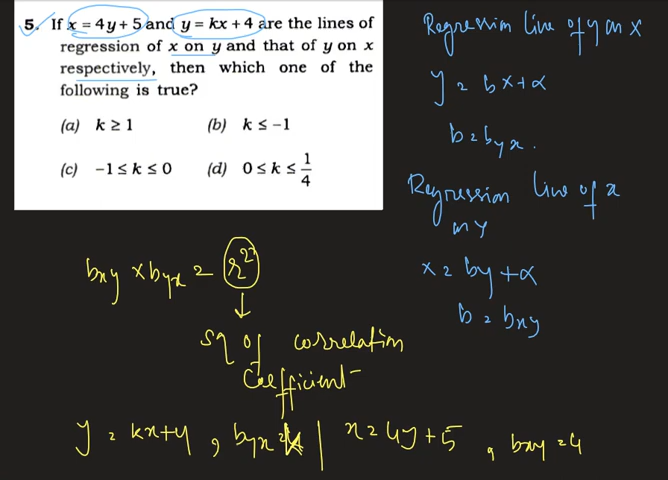 5. If x = 4y + 5 and y = kx + 4 are the lines of
regression of x on y and that of y on x
respectively, then which one of the
following is true?
(a) k ≥ 1 (b) k ≤ −1
(c) −1 ≤ k ≤ 0 (d) 0 ≤ k ≤ 1/4
Regression line of y on x
y = bx + α
b = byx.
Regression line of x
on y
x = by + α
b = bxy
bxy × byx = r²
↓
sq of correlation
Coefficient
y = kx+4, byx = k | x = 4y + 5, bxy = 4